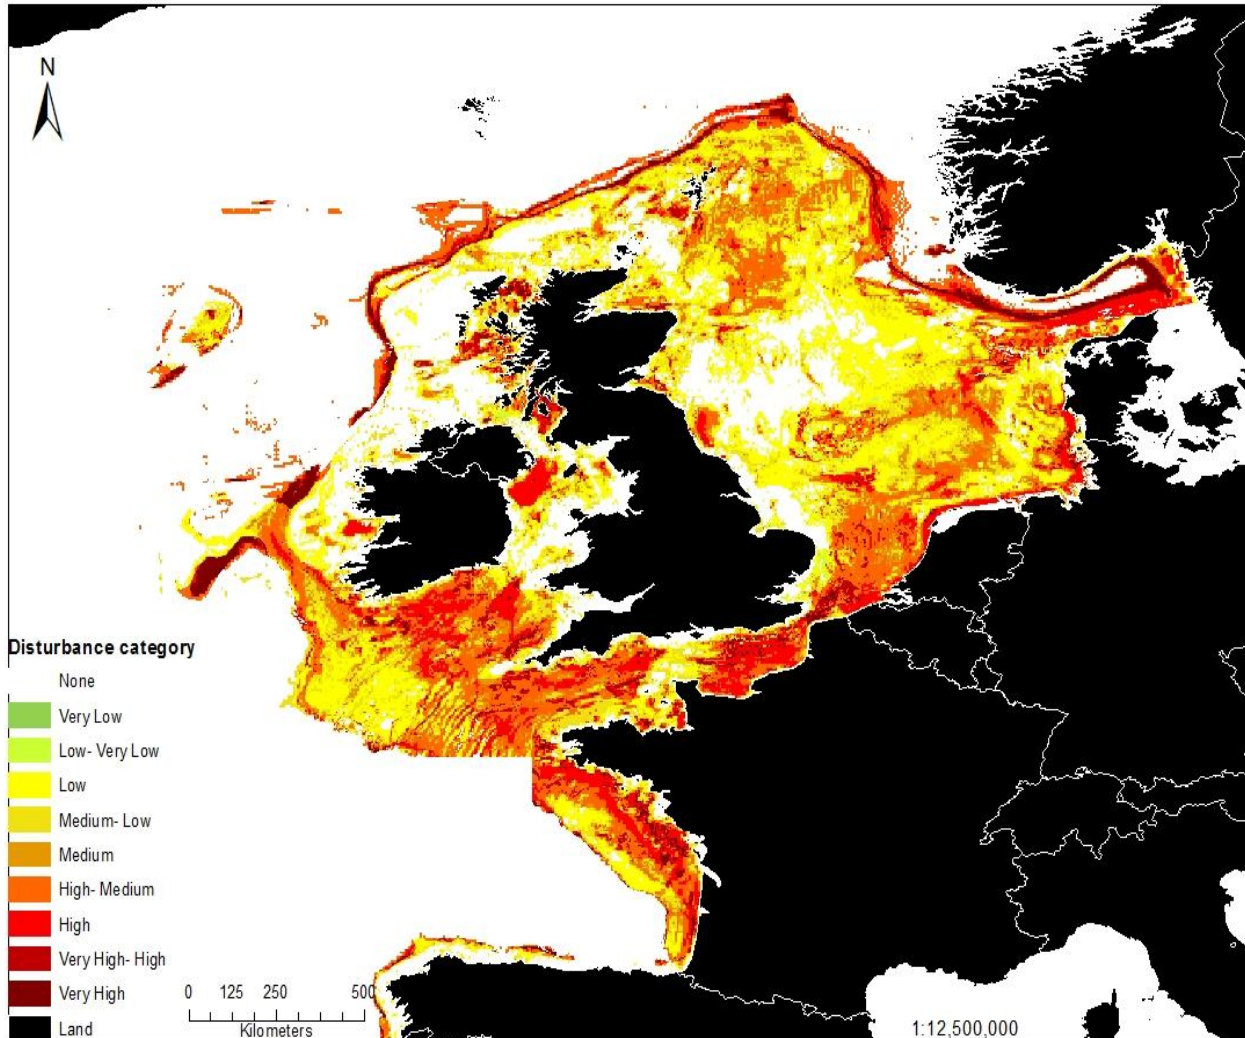 N
Disturbance category
None
Very Low
Low- Very Low
Low
Medium- Low
Medium
High- Medium
High
Very High- High
Very High
Land
0 125 250 500
Kilometers
1:12,500,000